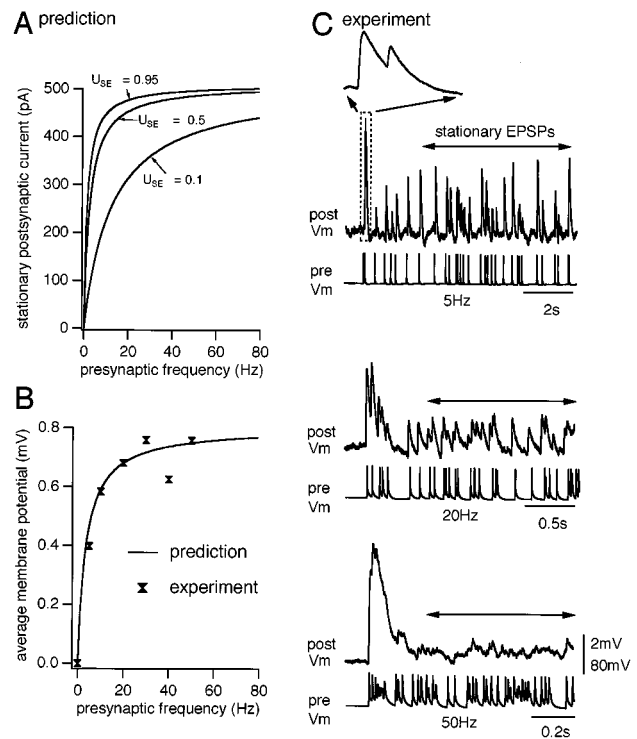 A prediction
500
400
300
200
100
0
stationary postsynaptic current (pA)
U_SE = 0.95
U_SE = 0.5
U_SE = 0.1
0 20 40 60 80
presynaptic frequency (Hz)
B
0.8
0.6
0.4
0.2
0.0
average membrane potential (mV)
prediction
experiment
0 20 40 60 80
presynaptic frequency (Hz)
C experiment
stationary EPSPs
post
Vm
pre
Vm
5Hz
2s
post
Vm
pre
Vm
20Hz
0.5s
post
Vm
2mV
80mV
pre
Vm
50Hz
0.2s